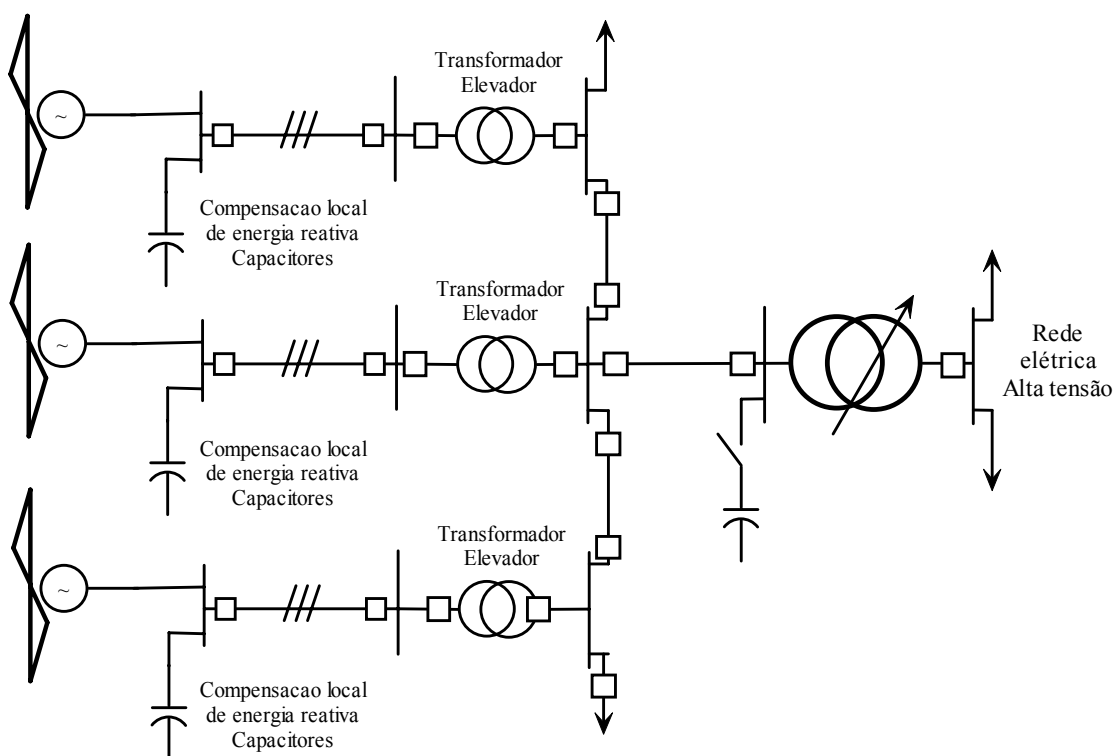 Transformador
Elevador
~
Compensacao local
de energia reativa
Capacitores
Transformador
Elevador
~
Compensacao local
de energia reativa
Capacitores
Rede
elétrica
Alta tensão
Transformador
Elevador
~
Compensacao local
de energia reativa
Capacitores